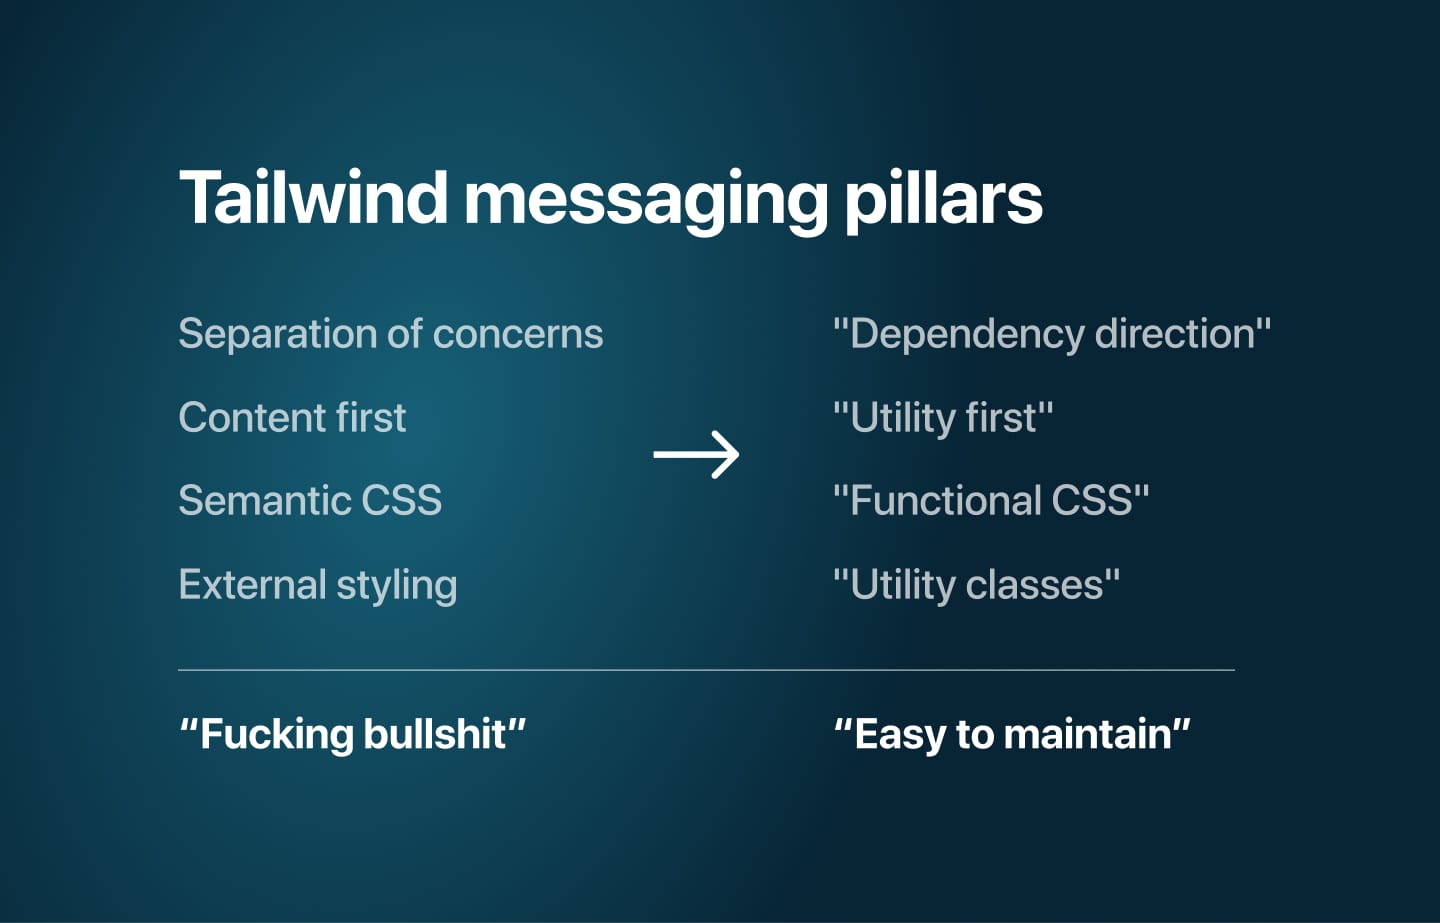 Tailwind messaging pillars
Separation of concerns
"Dependency direction"
Content first
"Utility first"
Semantic CSS
"Functional CSS"
External styling
"Utility classes"
“Fucking bullshit”
“Easy to maintain”